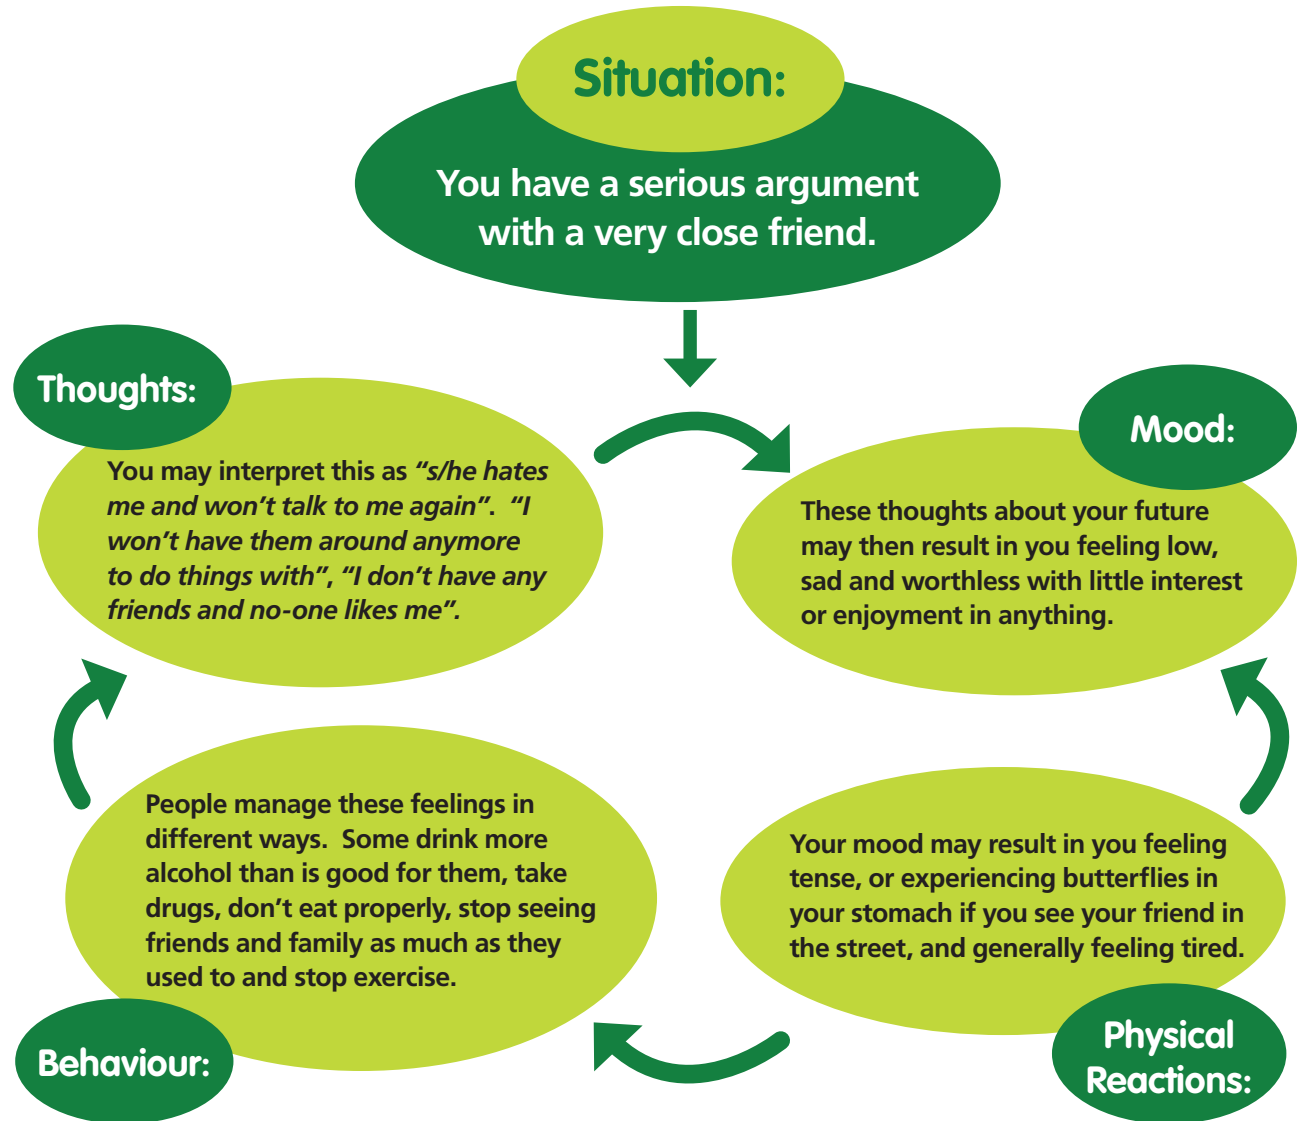 Situation:
You have a serious argument
with a very close friend.
Thoughts:
You may interpret this as “s/he hates
me and won’t talk to me again”.  “I
won’t have them around anymore
to do things with”, “I don’t have any
friends and no-one likes me”.
Mood:
These thoughts about your future
may then result in you feeling low,
sad and worthless with little interest
or enjoyment in anything.
People manage these feelings in
different ways.  Some drink more
alcohol than is good for them, take
drugs, don’t eat properly, stop seeing
friends and family as much as they
used to and stop exercise.
Behaviour:
Your mood may result in you feeling
tense, or experiencing butterflies in
your stomach if you see your friend in
the street, and generally feeling tired.
Physical
Reactions: